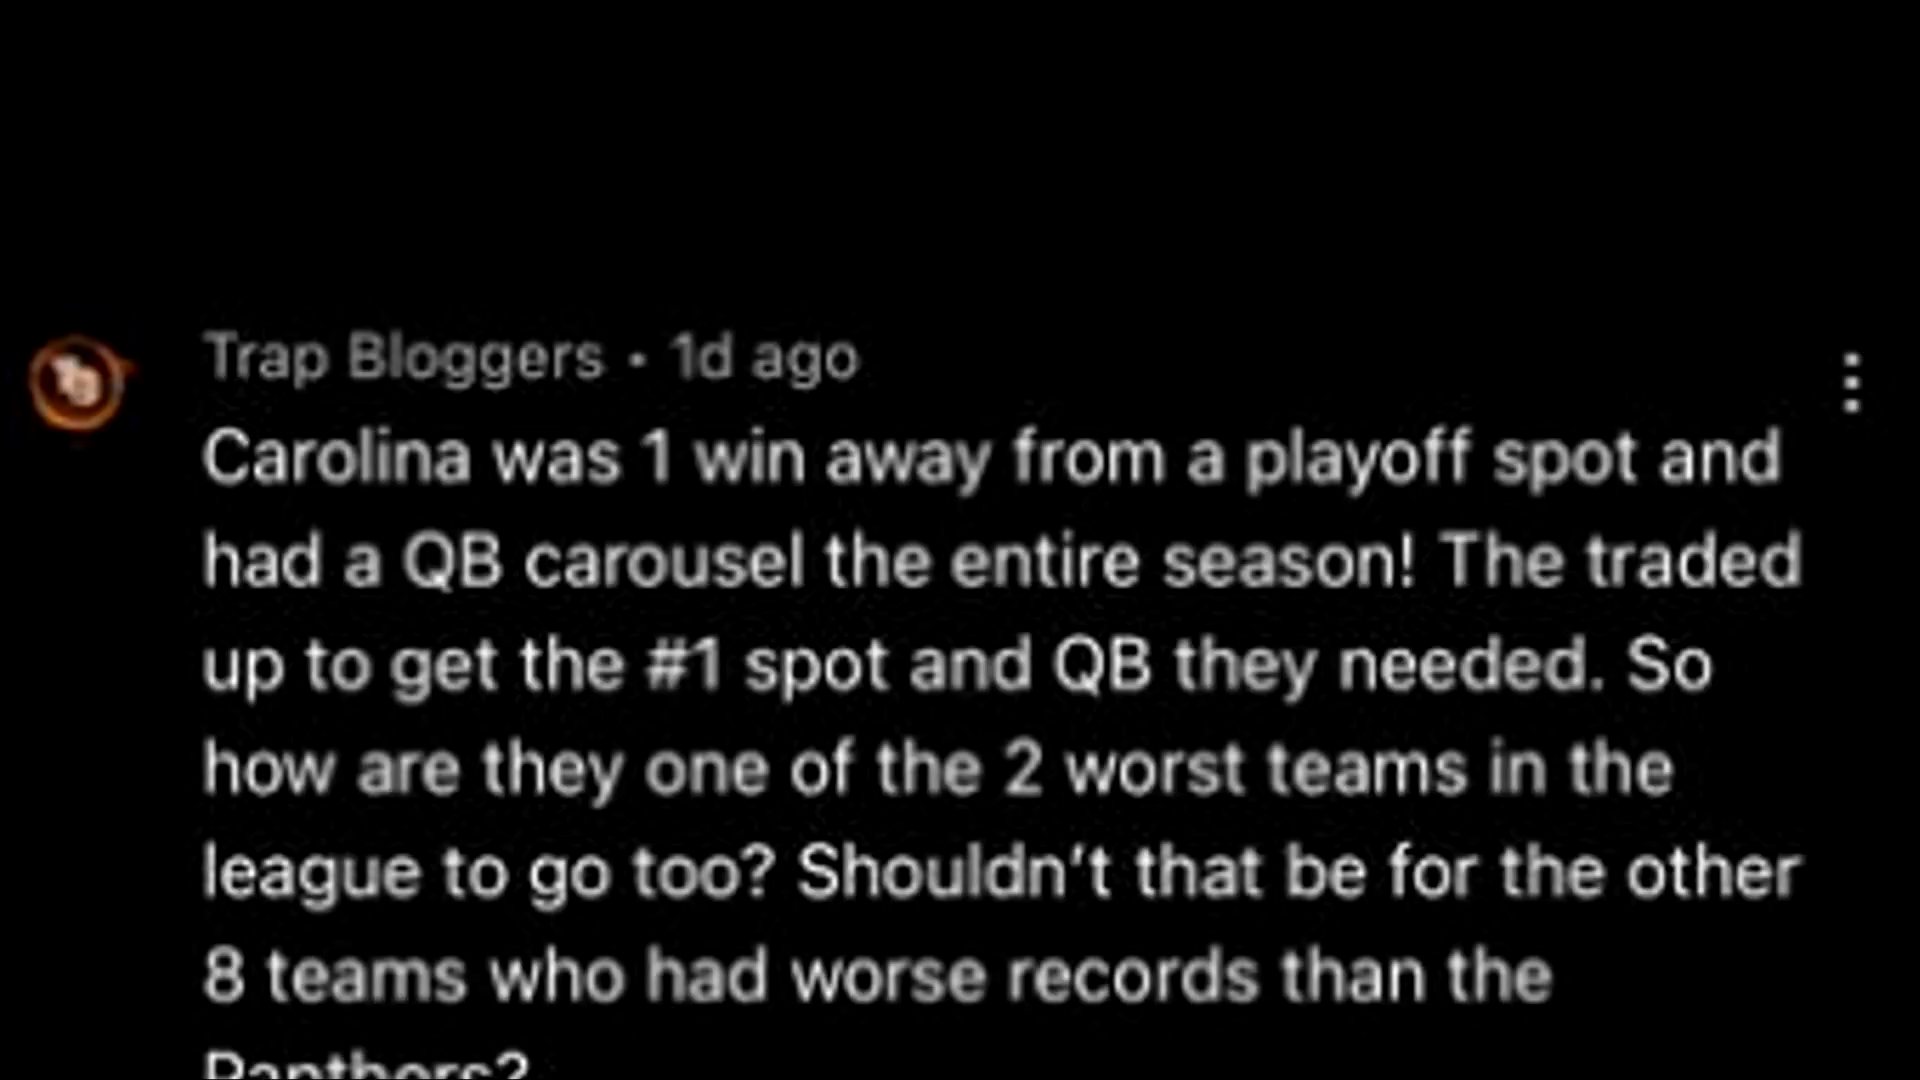 Trap Bloggers • 1d ago
Carolina was 1 win away from a playoff spot and
had a QB carousel the entire season! The traded
up to get the #1 spot and QB they needed. So
how are they one of the 2 worst teams in the
league to go too? Shouldn't that be for the other
8 teams who had worse records than the
Panthers?